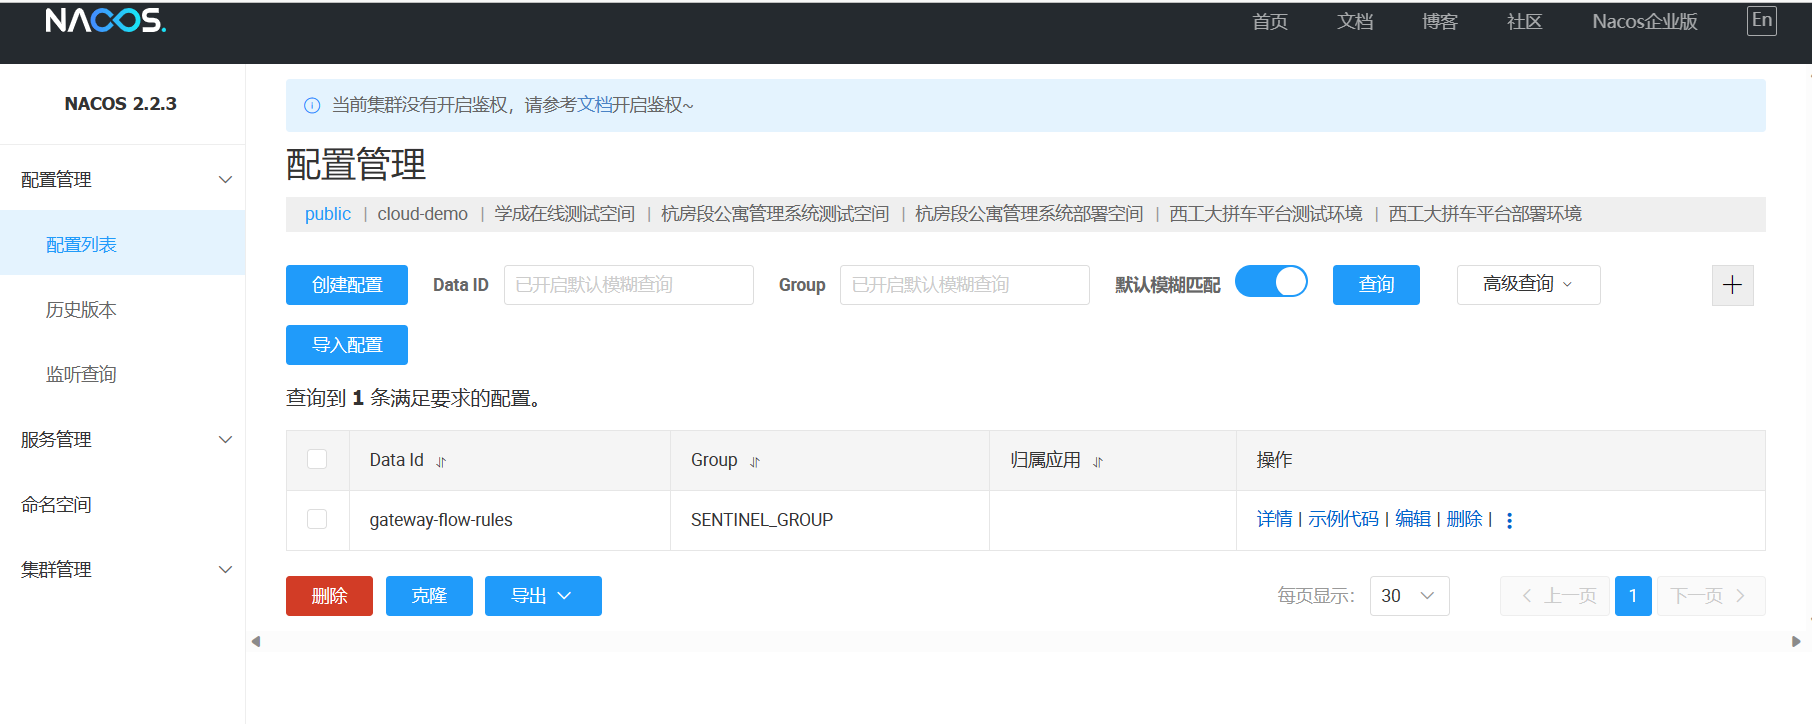 NACOS.
首页 文档 博客 社区 Nacos企业版 En
NACOS 2.2.3
配置管理
配置列表
历史版本
监听查询
服务管理
命名空间
集群管理
当前集群没有开启鉴权，请参考文档开启鉴权~
配置管理
public | cloud-demo | 学成在线测试空间 | 杭房段公寓管理系统测试空间 | 杭房段公寓管理系统部署空间 | 西工大拼车平台测试环境 | 西工大拼车平台部署环境
创建配置 Data ID 已开启默认模糊查询 Group 已开启默认模糊查询 默认模糊匹配 查询 高级查询
导入配置
查询到 1 条满足要求的配置。
Data Id Group 归属应用 操作
gateway-flow-rules SENTINEL_GROUP 详情 | 示例代码 | 编辑 | 删除 |
删除 克隆 导出 每页显示: 30 上一页 1 下一页